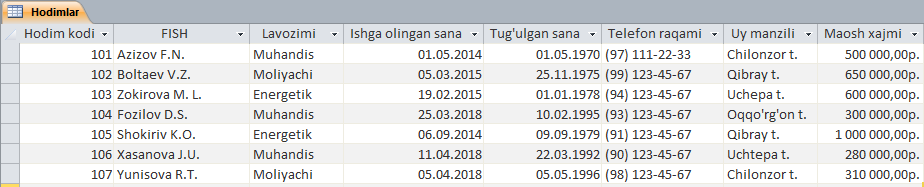 Hodimlar
Hodim kodi FISH Lavozimi Ishga olingan sana Tug'ulgan sana Telefon raqami Uy manzili Maosh xajmi
101 Azizov F.N. Muhandis 01.05.2014 01.05.1970 (97) 111-22-33 Chilonzor t. 500 000,00р.
102 Boltaev V.Z. Moliyachi 05.03.2015 25.11.1975 (99) 123-45-67 Qibray t. 650 000,00р.
103 Zokirova M. L. Energetik 19.02.2015 01.01.1978 (94) 123-45-67 Uchepa t. 600 000,00р.
104 Fozilov D.S. Muhandis 25.03.2018 10.02.1995 (93) 123-45-67 Oqqo'rg'on t. 300 000,00р.
105 Shokiriv K.O. Energetik 06.09.2014 09.09.1979 (91) 123-45-67 Qibray t. 1 000 000,00р.
106 Xasanova J.U. Muhandis 11.04.2018 22.03.1992 (90) 123-45-67 Uchtepa t. 280 000,00р.
107 Yunisova R.T. Moliyachi 05.04.2018 05.05.1996 (98) 123-45-67 Chilonzor t. 310 000,00р.